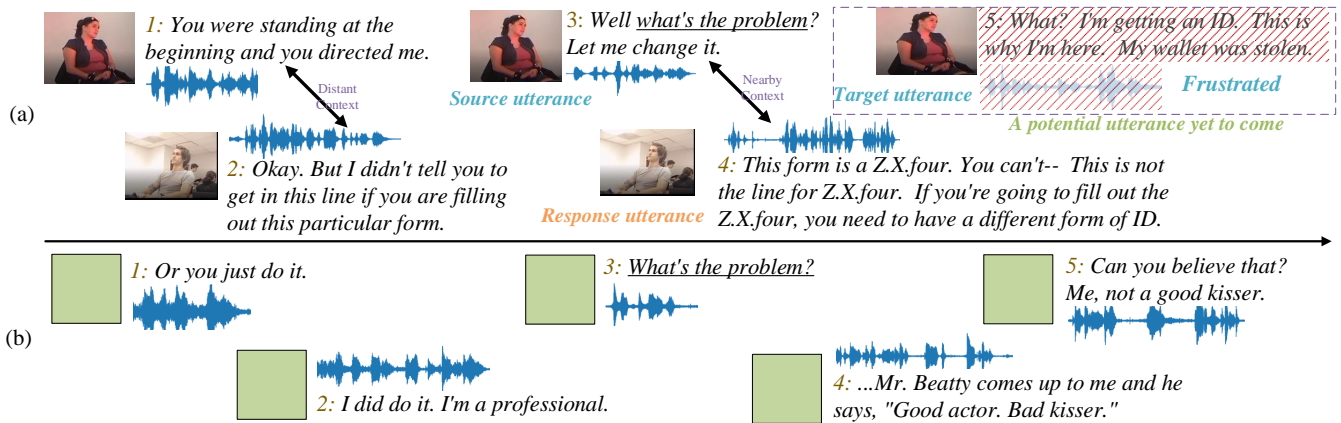 (a)
1: You were standing at the
beginning and you directed me.
Distant
Context
2: Okay. But I didn't tell you to
get in this line if you are filling
out this particular form.
Source utterance
3: Well what's the problem?
Let me change it.
Nearby
Context
Response utterance
4: This form is a Z.X.four. You can't-- This is not
the line for Z.X.four. If you're going to fill out the
Z.X.four, you need to have a different form of ID.
5: What? I'm getting an ID. This is
why I'm here. My wallet was stolen.
Target utterance
Frustrated
A potential utterance yet to come
(b)
1: Or you just do it.
2: I did do it. I'm a professional.
3: What's the problem?
4: ...Mr. Beatty comes up to me and he
says, "Good actor. Bad kisser."
5: Can you believe that?
Me, not a good kisser.